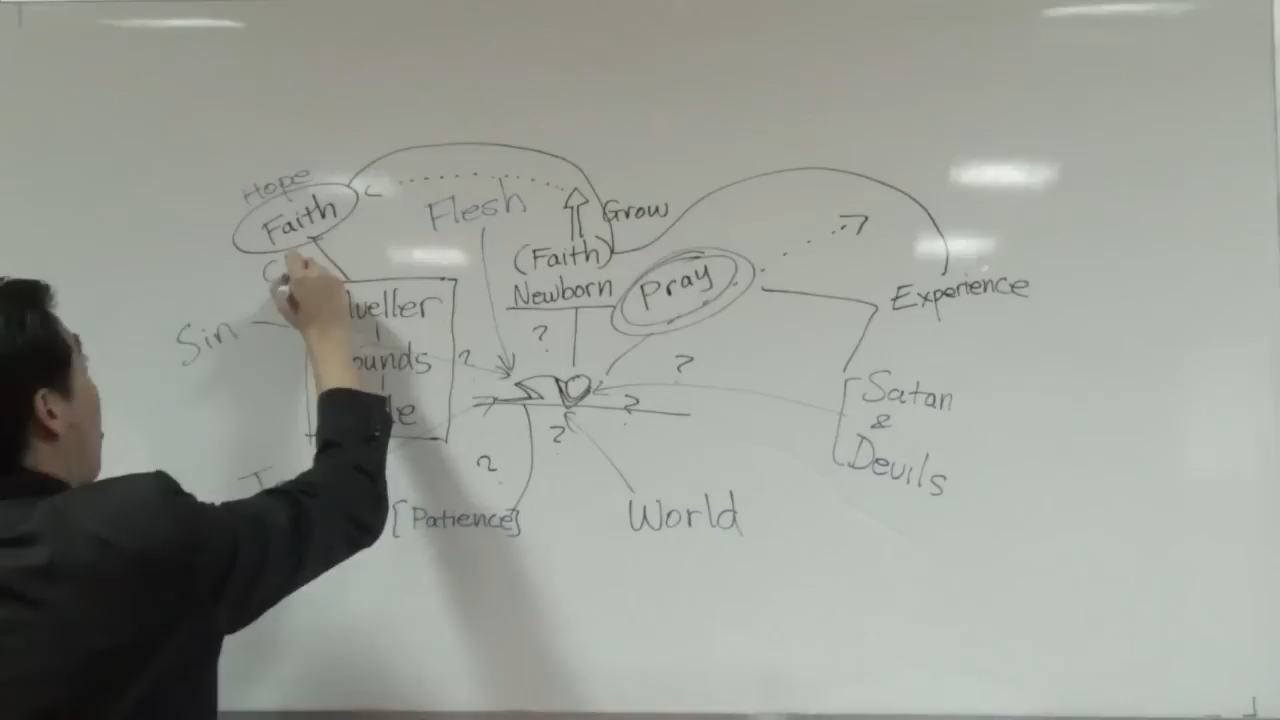 Hope
Faith
Flesh
Grow
(Faith)
Newborn
Pray
Experience
Sin
?
?
?
?
?
?
Satan
&
Devils
[Patience]
World